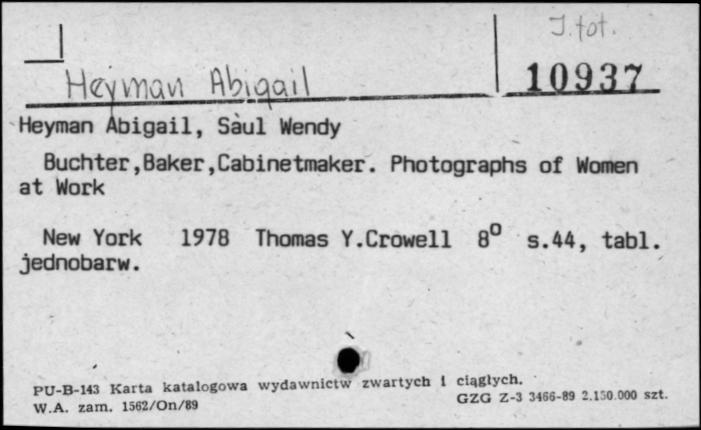 J.fot.
Heyman Abigail
10937
Heyman Abigail, Saul Wendy
Buchter,Baker,Cabinetmaker. Photographs of Women
at Work
New York 1978 Thomas Y.Crowell 8⁰ s.44, tabl.
jednobarw.
PU-B-143 Karta katalogowa wydawnictw zwartych i ciągłych.
W.A. zam. 1562/On/89
GZG Z-3 3466-89 2.150.000 szt.